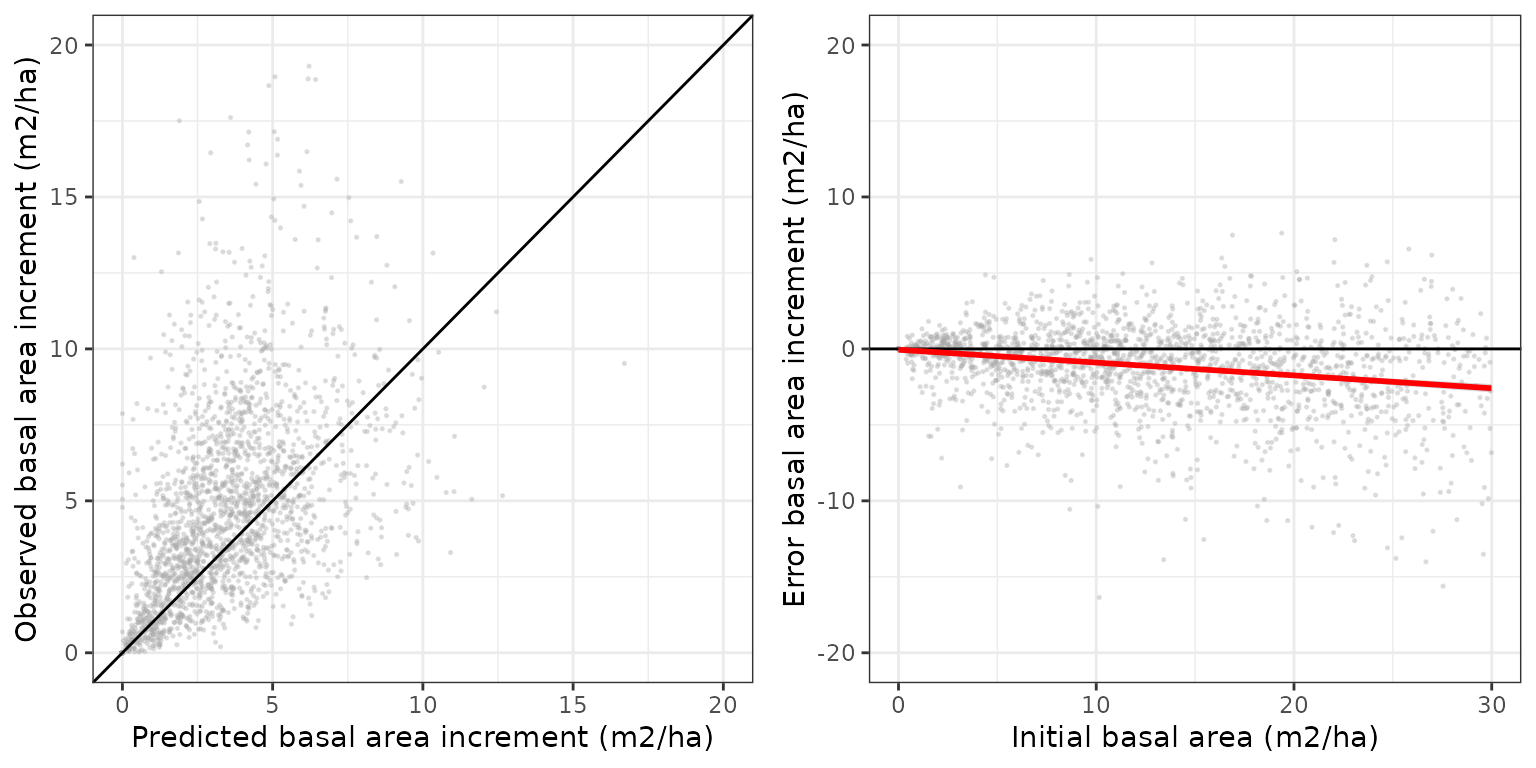 Observed basal area increment (m2/ha)
20
15
10
5
0
0 5 10 15 20
Predicted basal area increment (m2/ha)
Error basal area increment (m2/ha)
20
10
0
-10
-20
0 10 20 30
Initial basal area (m2/ha)